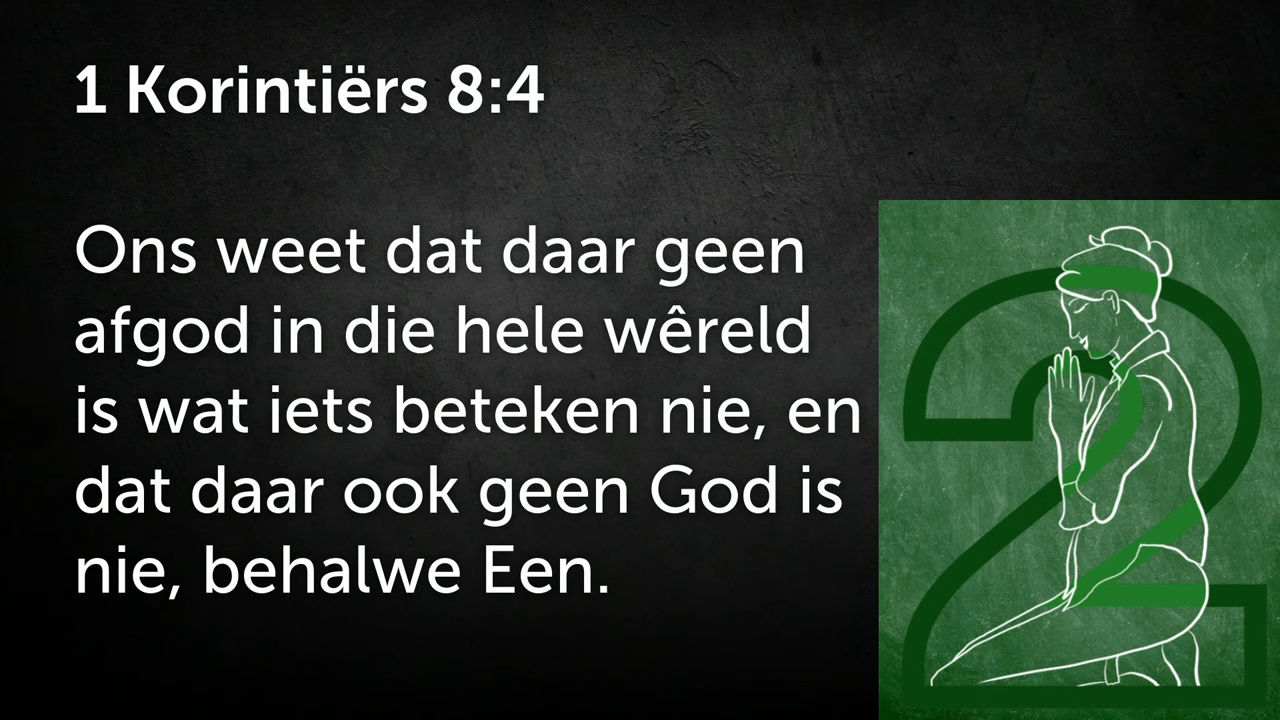 1 Korintiërs 8:4
Ons weet dat daar geen
afgod in die hele wêreld
is wat iets beteken nie, en
dat daar ook geen God is
nie, behalwe Een.
2